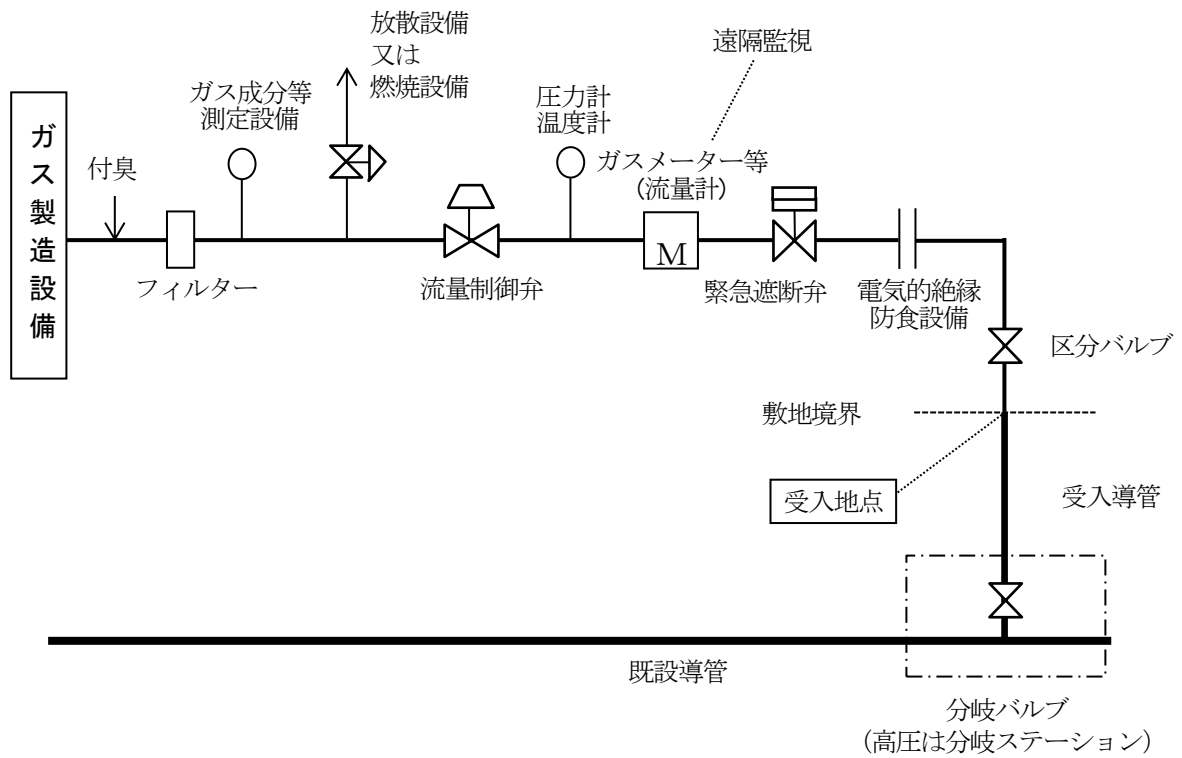 放散設備
又は
燃焼設備
遠隔監視
ガス成分等
測定設備
圧力計
温度計
ガス製造設備
付臭
ガスメーター等
（流量計）
M
フィルター
流量制御弁
緊急遮断弁
電気的絶縁
防食設備
区分バルブ
敷地境界
受入地点
受入導管
既設導管
分岐バルブ
（高圧は分岐ステーション）